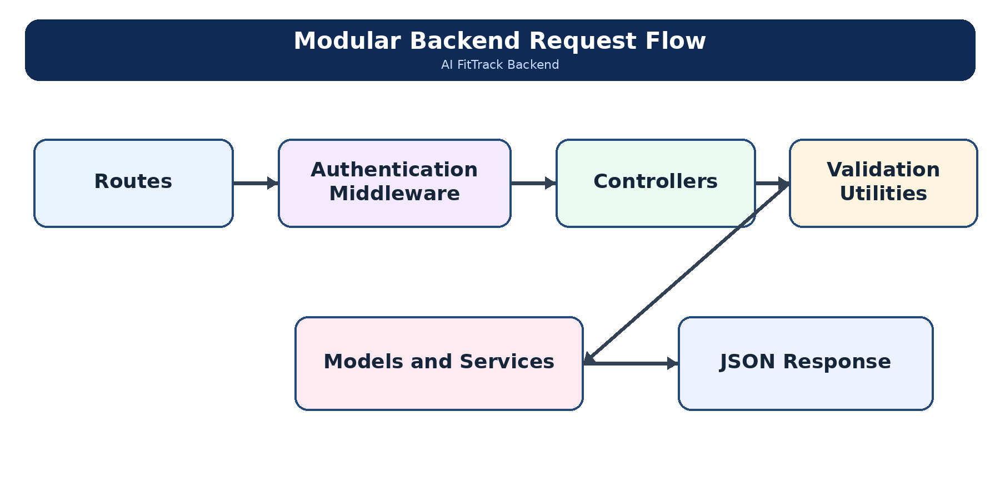 Modular Backend Request Flow
AI FitTrack Backend
Routes
Authentication
Middleware
Controllers
Validation
Utilities
Models and Services
JSON Response